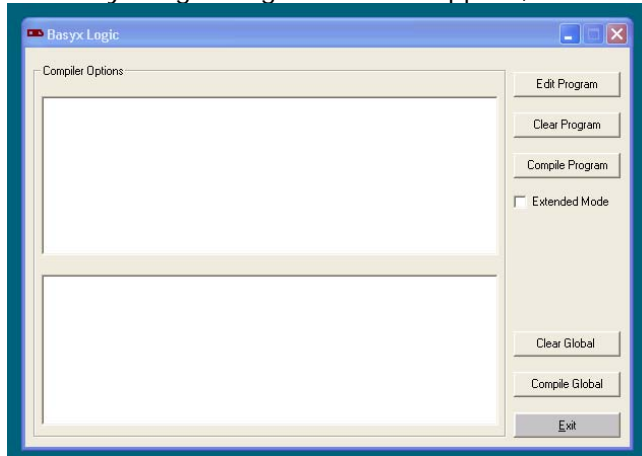 Basyx Logic
Compiler Options
Edit Program
Clear Program
Compile Program
Extended Mode
Clear Global
Compile Global
Exit